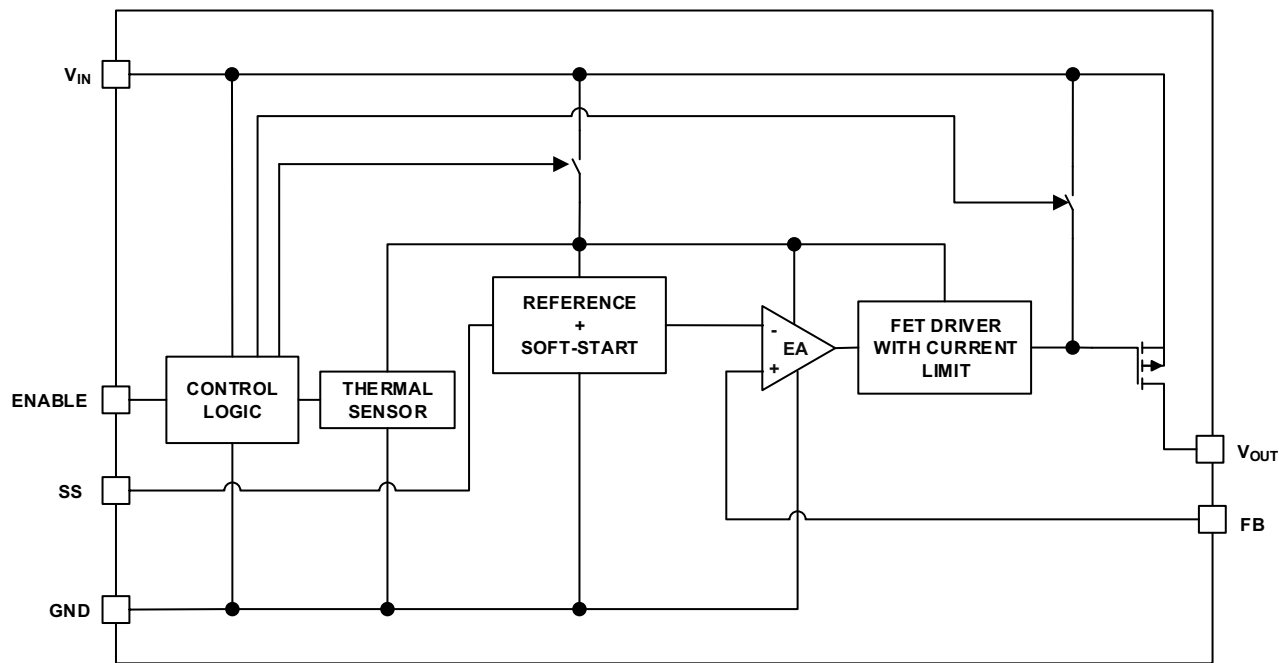 VIN
REFERENCE
+
SOFT-START
-
EA
+
FET DRIVER
WITH CURRENT
LIMIT
ENABLE
CONTROL
LOGIC
THERMAL
SENSOR
VOUT
SS
FB
GND